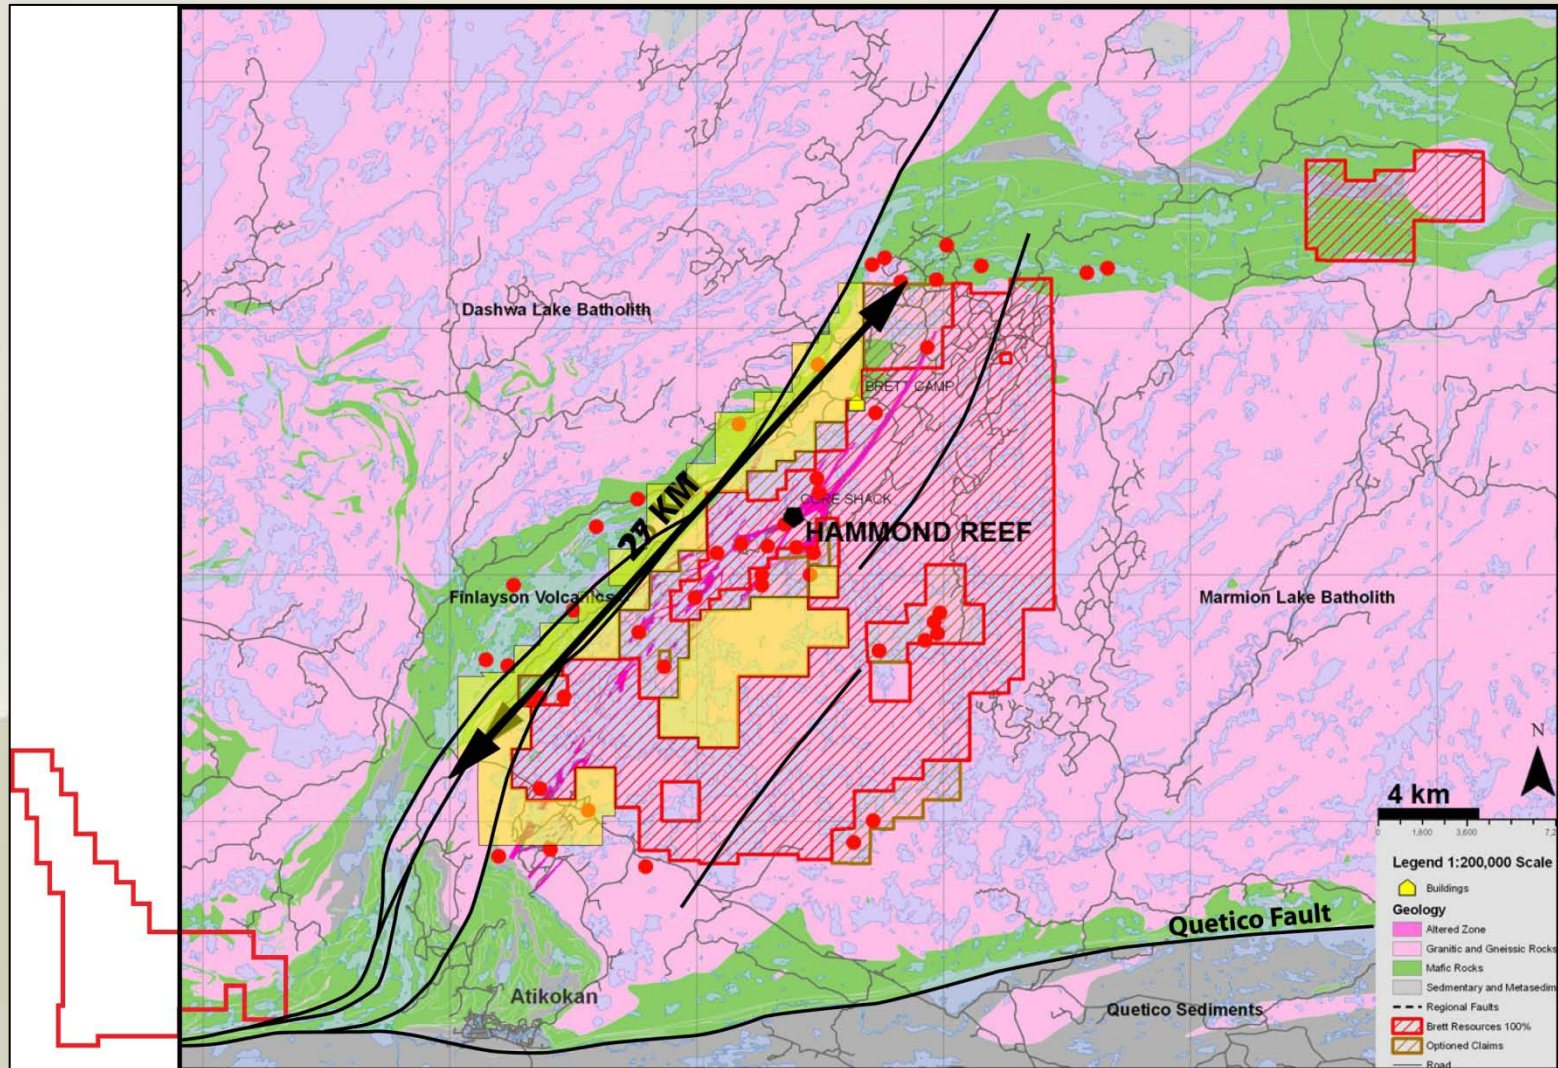 Dashwa Lake Batholith
BRETT CAMP
CORE SHACK
HAMMOND REEF
KM
Finlayson Volcanics
Marmion Lake Batholith
N
4 km
0 1,800 3,600
Legend 1:200,000 Scale
Buildings
Geology
Altered Zone
Granitic and Gneissic Rocks
Mafic Rocks
Sedmentary and Metasedim
Regional Faults
Brett Resources 100%
Optioned Claims
Road
Quetico Fault
Atikokan
Quetico Sediments